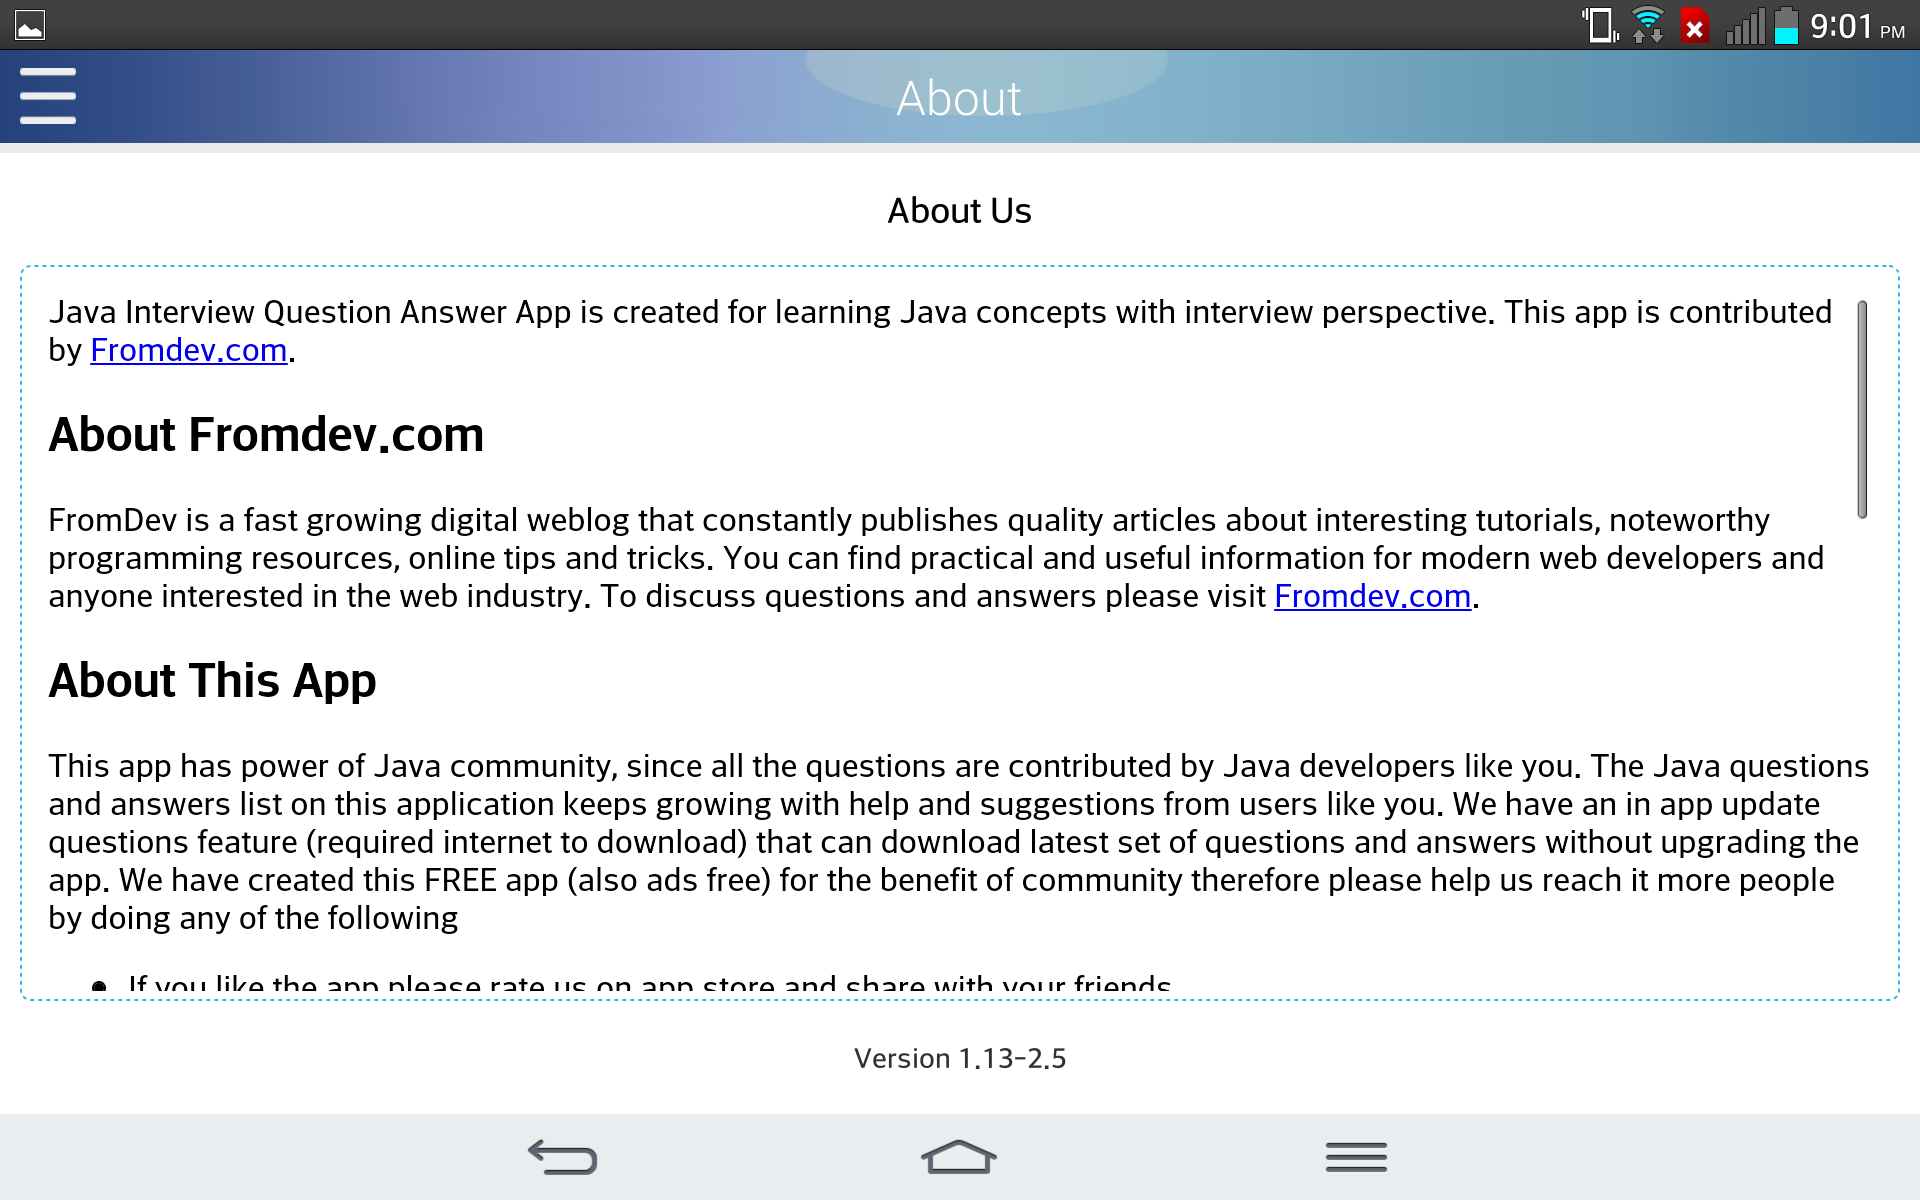 9:01 PM
About
About Us
Java Interview Question Answer App is created for learning Java concepts with interview perspective. This app is contributed
by Fromdev.com.
About Fromdev.com
FromDev is a fast growing digital weblog that constantly publishes quality articles about interesting tutorials, noteworthy
programming resources, online tips and tricks. You can find practical and useful information for modern web developers and
anyone interested in the web industry. To discuss questions and answers please visit Fromdev.com.
About This App
This app has power of Java community, since all the questions are contributed by Java developers like you. The Java questions
and answers list on this application keeps growing with help and suggestions from users like you. We have an in app update
questions feature (required internet to download) that can download latest set of questions and answers without upgrading the
app. We have created this FREE app (also ads free) for the benefit of community therefore please help us reach it more people
by doing any of the following
• If you like the app please rate us on app store and share with your friends
Version 1.13-2.5